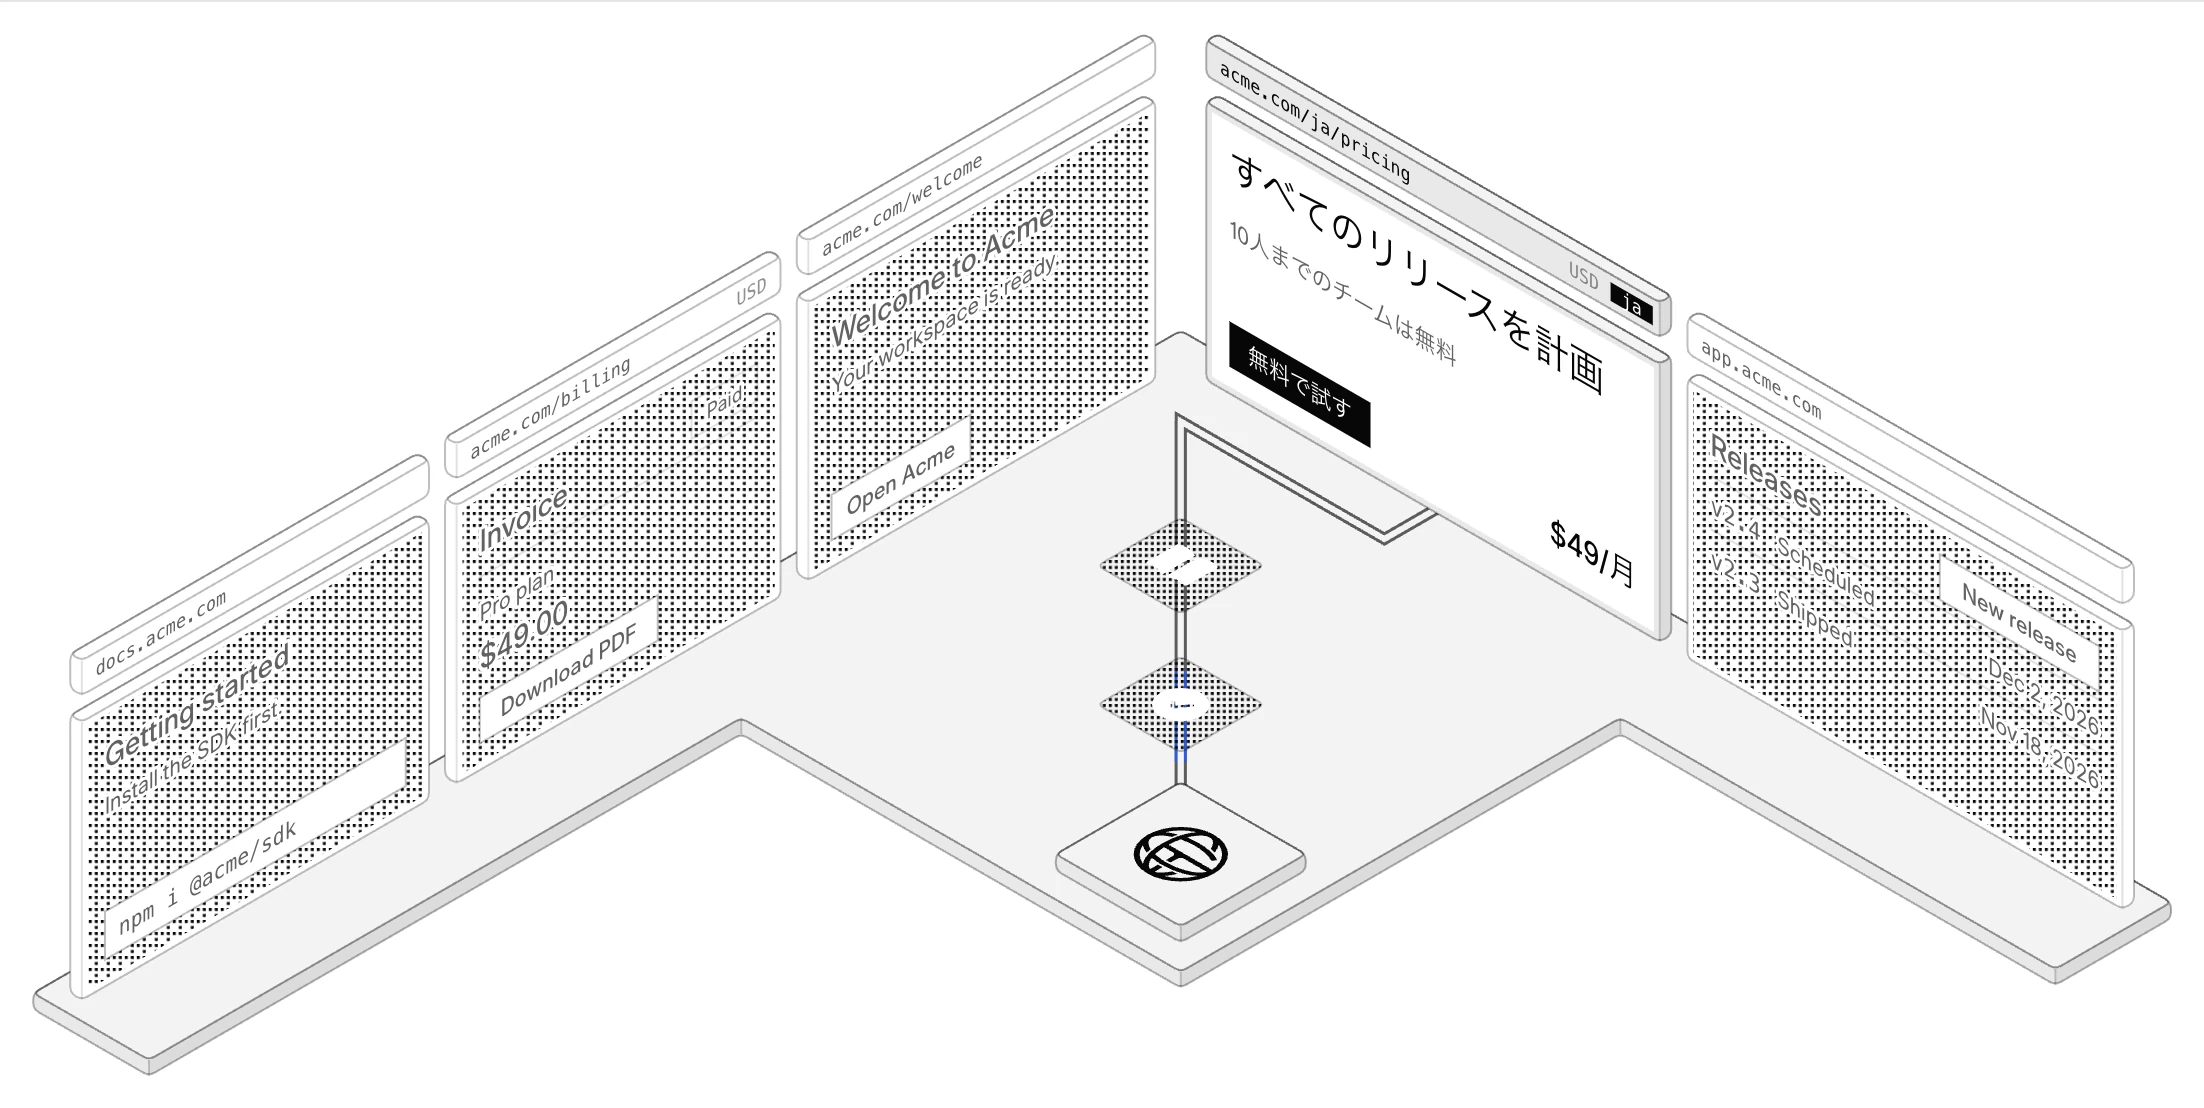 docs.acme.com
Getting started
Install the SDK first.
npm i @acme/sdk
acme.com/billing
USD
Invoice
Paid
Pro plan
$49.00
Download PDF
acme.com/welcome
Welcome to Acme
Your workspace is ready.
Open Acme
acme.com/ja/pricing
USD
ja
すべてのリリースを計画
10人までのチームは無料
無料で試す
$49/月
app.acme.com
Releases
New release
v2.4 Scheduled Dec 2, 2026
v2.3 Shipped Nov 18, 2026